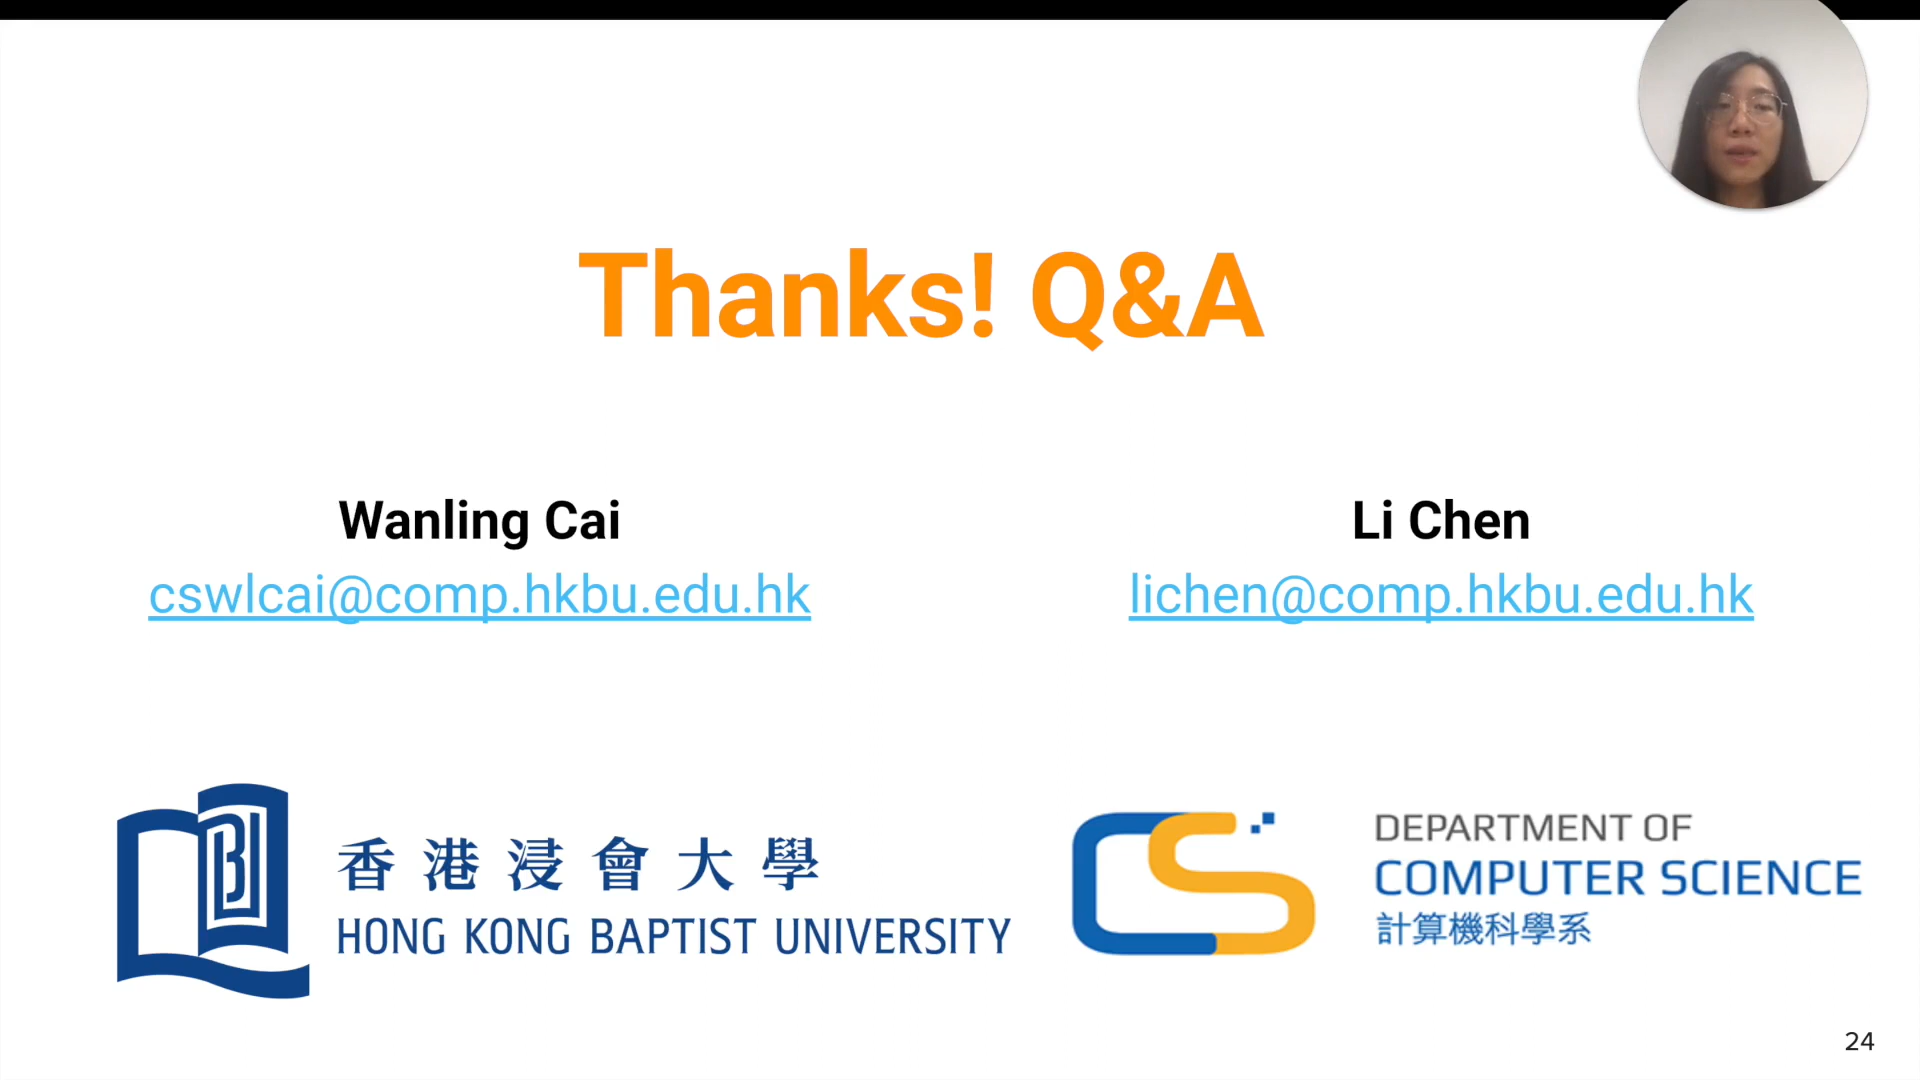 Thanks! Q&A
Wanling Cai
cswlcai@comp.hkbu.edu.hk
Li Chen
lichen@comp.hkbu.edu.hk
香港浸會大學
HONG KONG BAPTIST UNIVERSITY
CS
DEPARTMENT OF
COMPUTER SCIENCE
計算機科學系
24